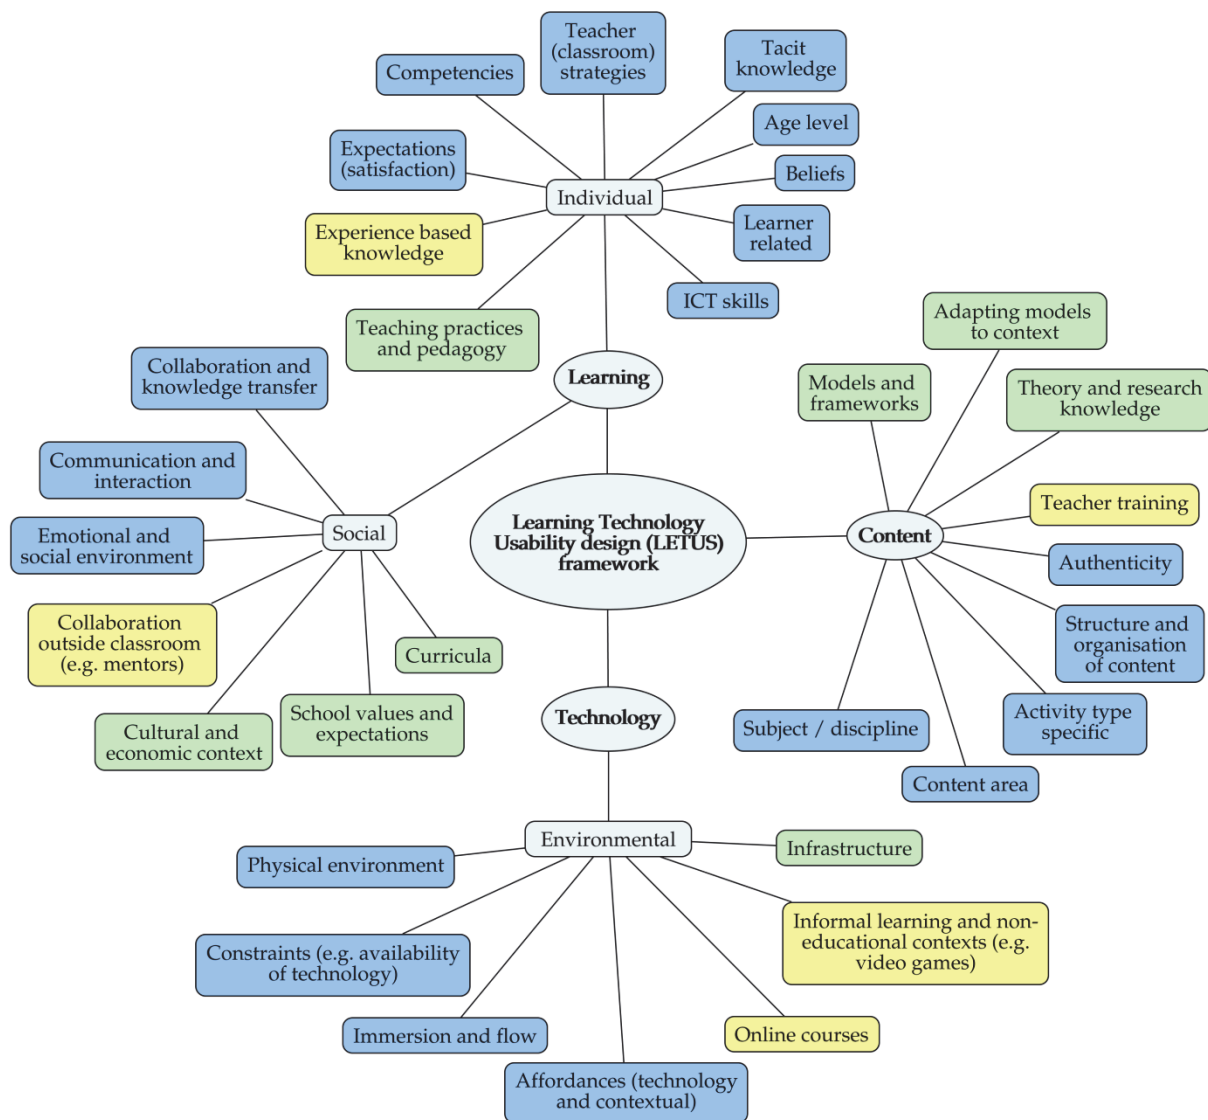 Teacher
(classroom)
strategies
Tacit
knowledge
Competencies
Age level
Expectations
(satisfaction)
Beliefs
Individual
Experience based
knowledge
Learner
related
ICT skills
Teaching practices
and pedagogy
Adapting models
to context
Collaboration and
knowledge transfer
Learning
Models and
frameworks
Theory and research
knowledge
Communication and
interaction
Teacher training
Emotional and
social environment
Social
Learning Technology
Usability design (LETUS)
framework
Content
Authenticity
Collaboration
outside classroom
(e.g. mentors)
Curricula
Structure and
organisation
of content
Cultural and
economic context
School values and
expectations
Technology
Subject / discipline
Activity type
specific
Content area
Environmental
Infrastructure
Physical environment
Informal learning and non-
educational contexts (e.g.
video games)
Constraints (e.g. availability
of technology)
Immersion and flow
Online courses
Affordances (technology
and contextual)